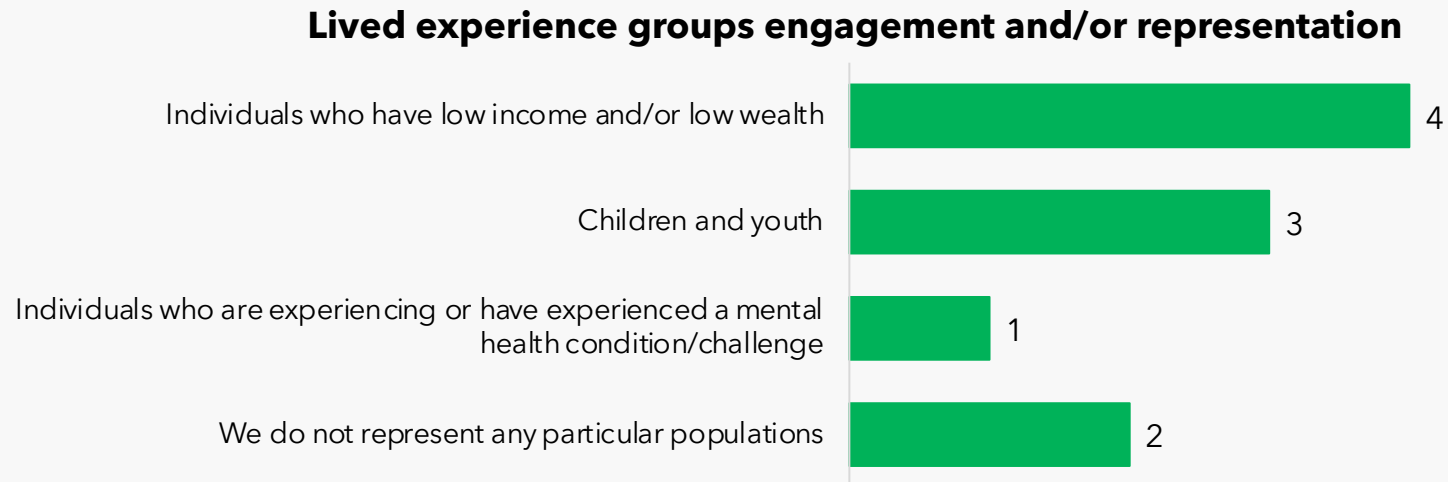 Lived experience groups engagement and/or representation
Individuals who have low income and/or low wealth
4
Children and youth
3
Individuals who are experiencing or have experienced a mental
health condition/challenge
1
We do not represent any particular populations
2